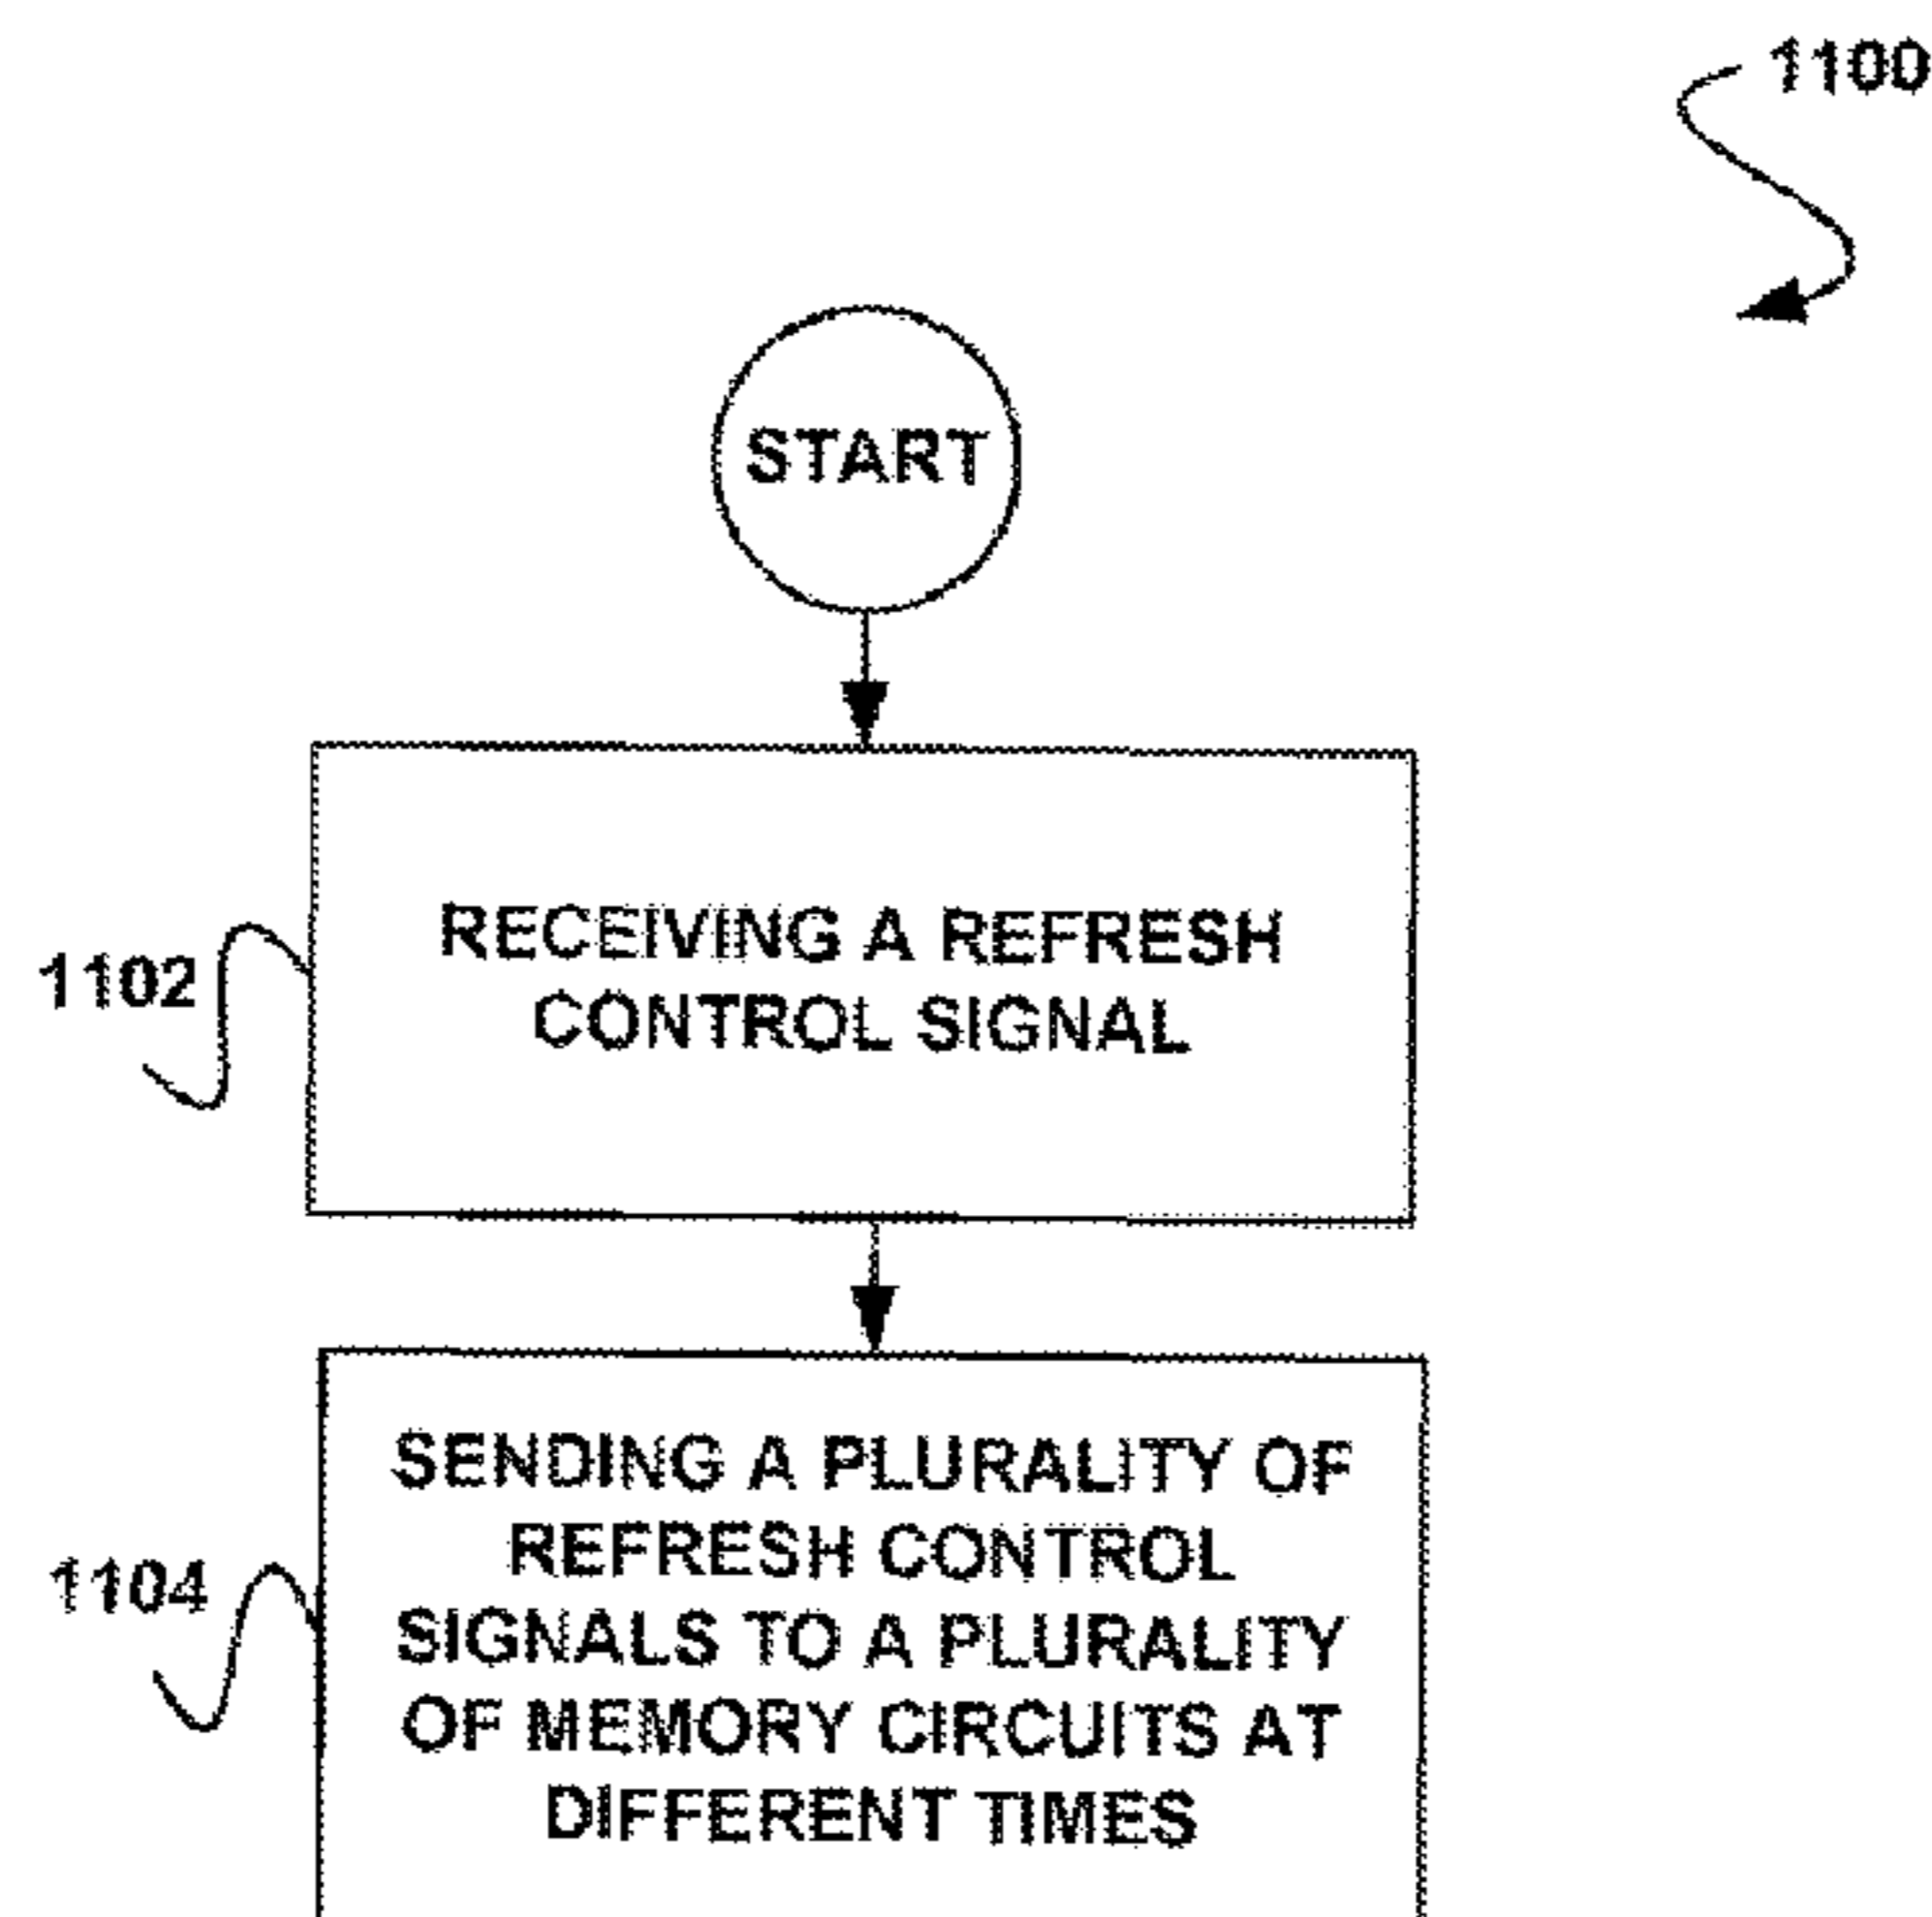 1100
START
RECEIVING A REFRESH
CONTROL SIGNAL
1102
SENDING A PLURALITY OF
REFRESH CONTROL
SIGNALS TO A PLURALITY
OF MEMORY CIRCUITS AT
DIFFERENT TIMES
1104